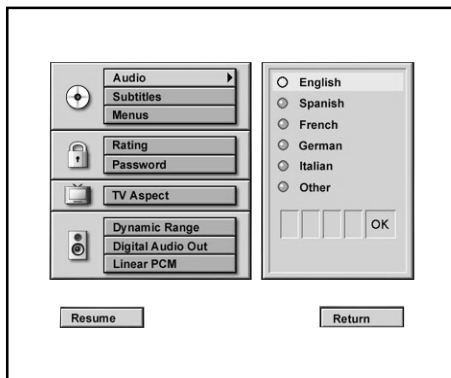 Audio
Subtitles
Menus
Rating
Password
TV Aspect
Dynamic Range
Digital Audio Out
Linear PCM
English
Spanish
French
German
Italian
Other
OK
Resume
Return